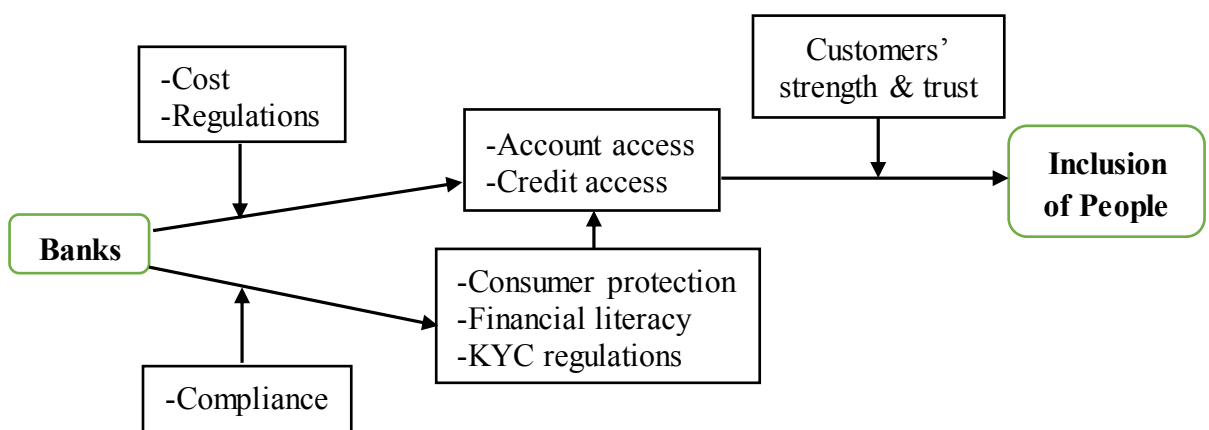 -Cost
-Regulations
Customers’
strength & trust
-Account access
-Credit access
Inclusion
of People
Banks
-Consumer protection
-Financial literacy
-KYC regulations
-Compliance